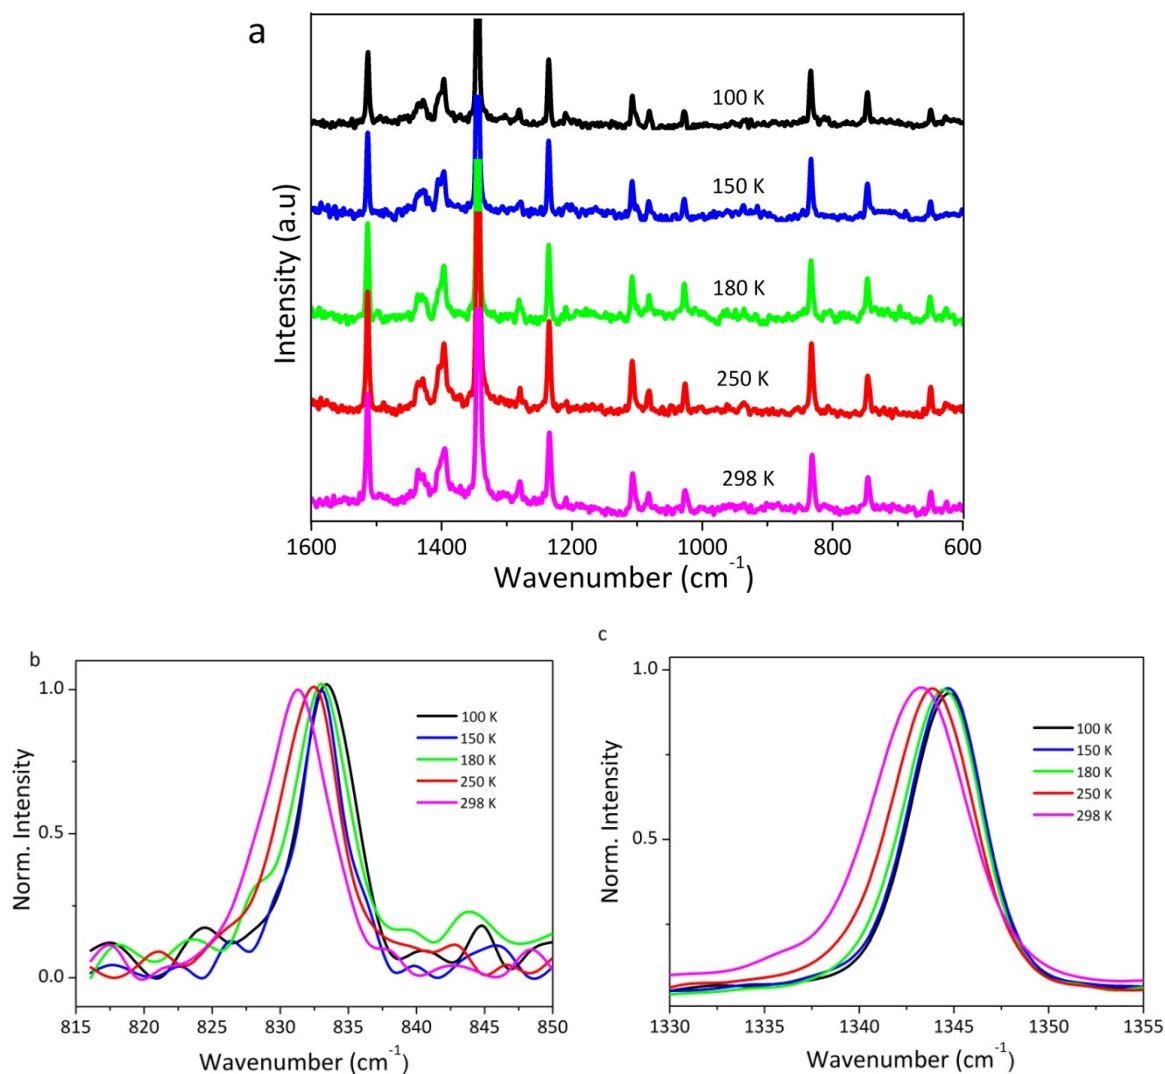 a
Intensity (a.u)
100 K
150 K
180 K
250 K
298 K
1600 1400 1200 1000 800 600
Wavenumber (cm⁻¹)
b
Norm. Intensity
1.0
0.5
0.0
100 K
150 K
180 K
250 K
298 K
815 820 825 830 835 840 845 850
Wavenumber (cm⁻¹)
c
Norm. Intensity
1.0
0.5
100 K
150 K
180 K
250 K
298 K
1330 1335 1340 1345 1350 1355
Wavenumber (cm⁻¹)